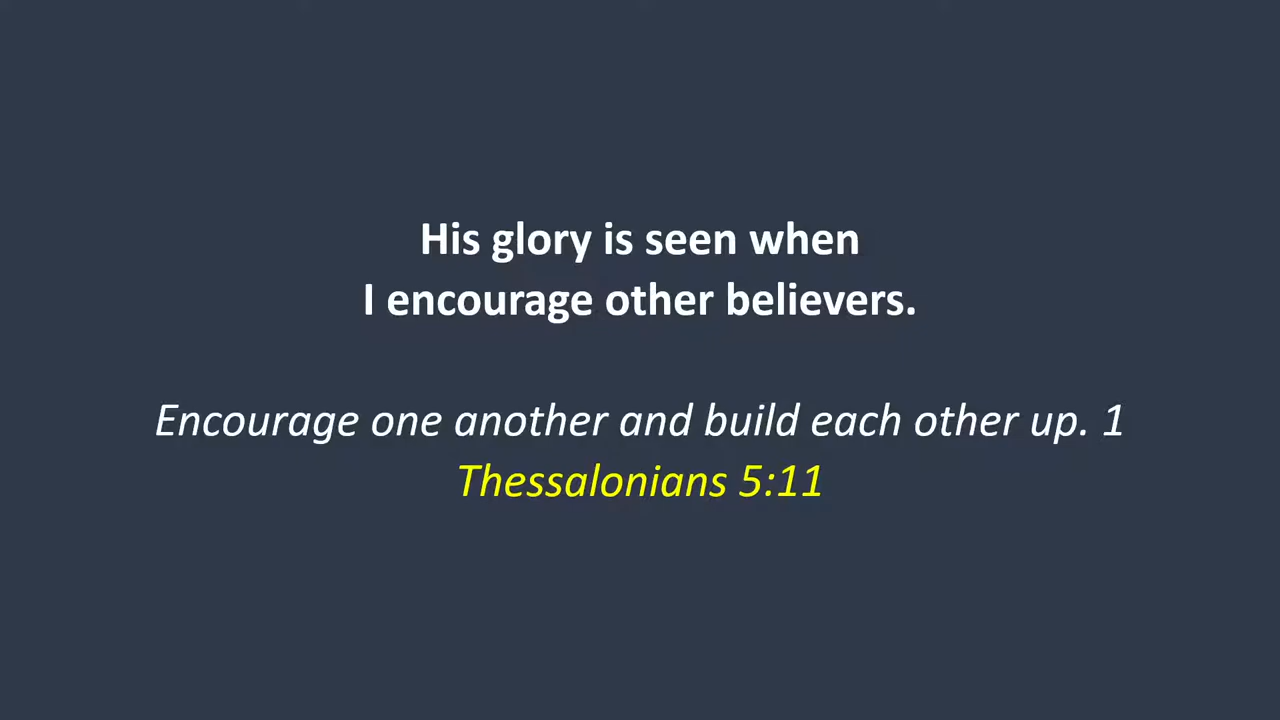 His glory is seen when
I encourage other believers.
Encourage one another and build each other up. 1
Thessalonians 5:11